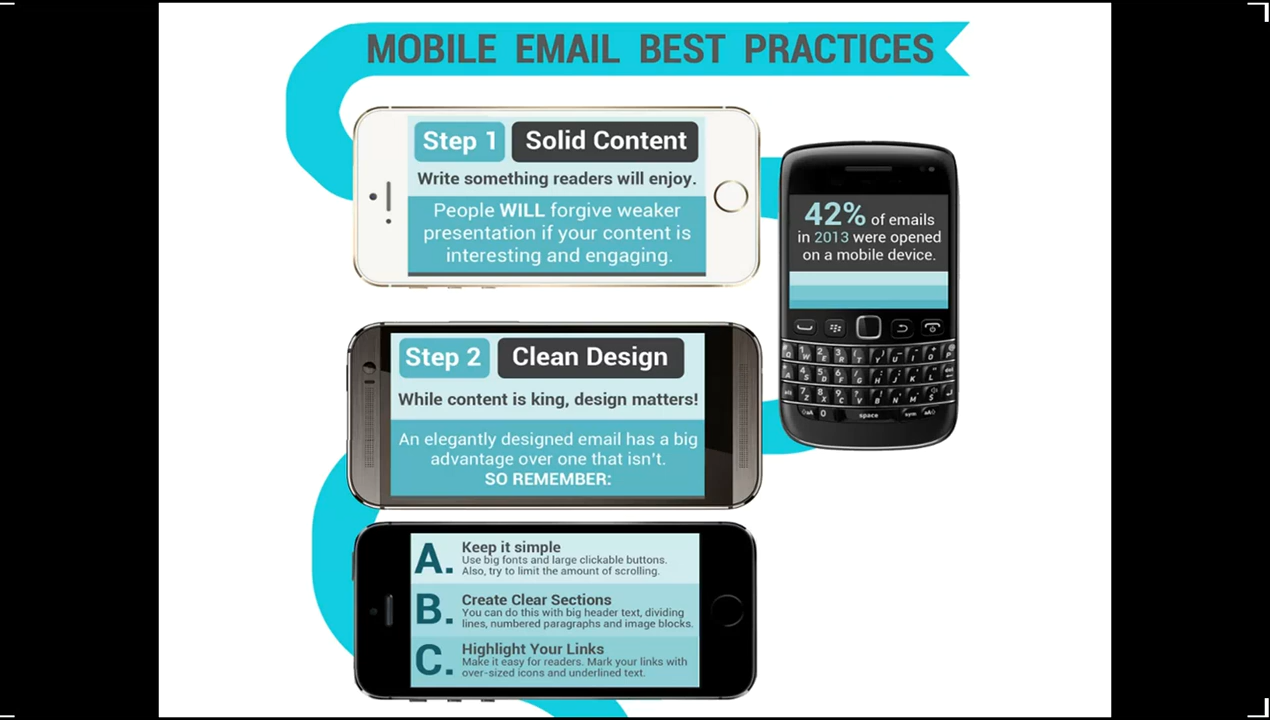 MOBILE EMAIL BEST PRACTICES
Step 1 Solid Content
Write something readers will enjoy.
People WILL forgive weaker
presentation if your content is
interesting and engaging.
42% of emails
in 2013 were opened
on a mobile device.
Step 2 Clean Design
While content is king, design matters!
An elegantly designed email has a big
advantage over one that isn't.
SO REMEMBER:
A. Keep it simple
Use big fonts and large clickable buttons.
Also, try to limit the amount of scrolling.
B. Create Clear Sections
You can do this with big header text, dividing
lines, numbered paragraphs and image blocks.
C. Highlight Your Links
Make it easy for readers. Mark your links with
over-sized icons and underlined text.
space
sym